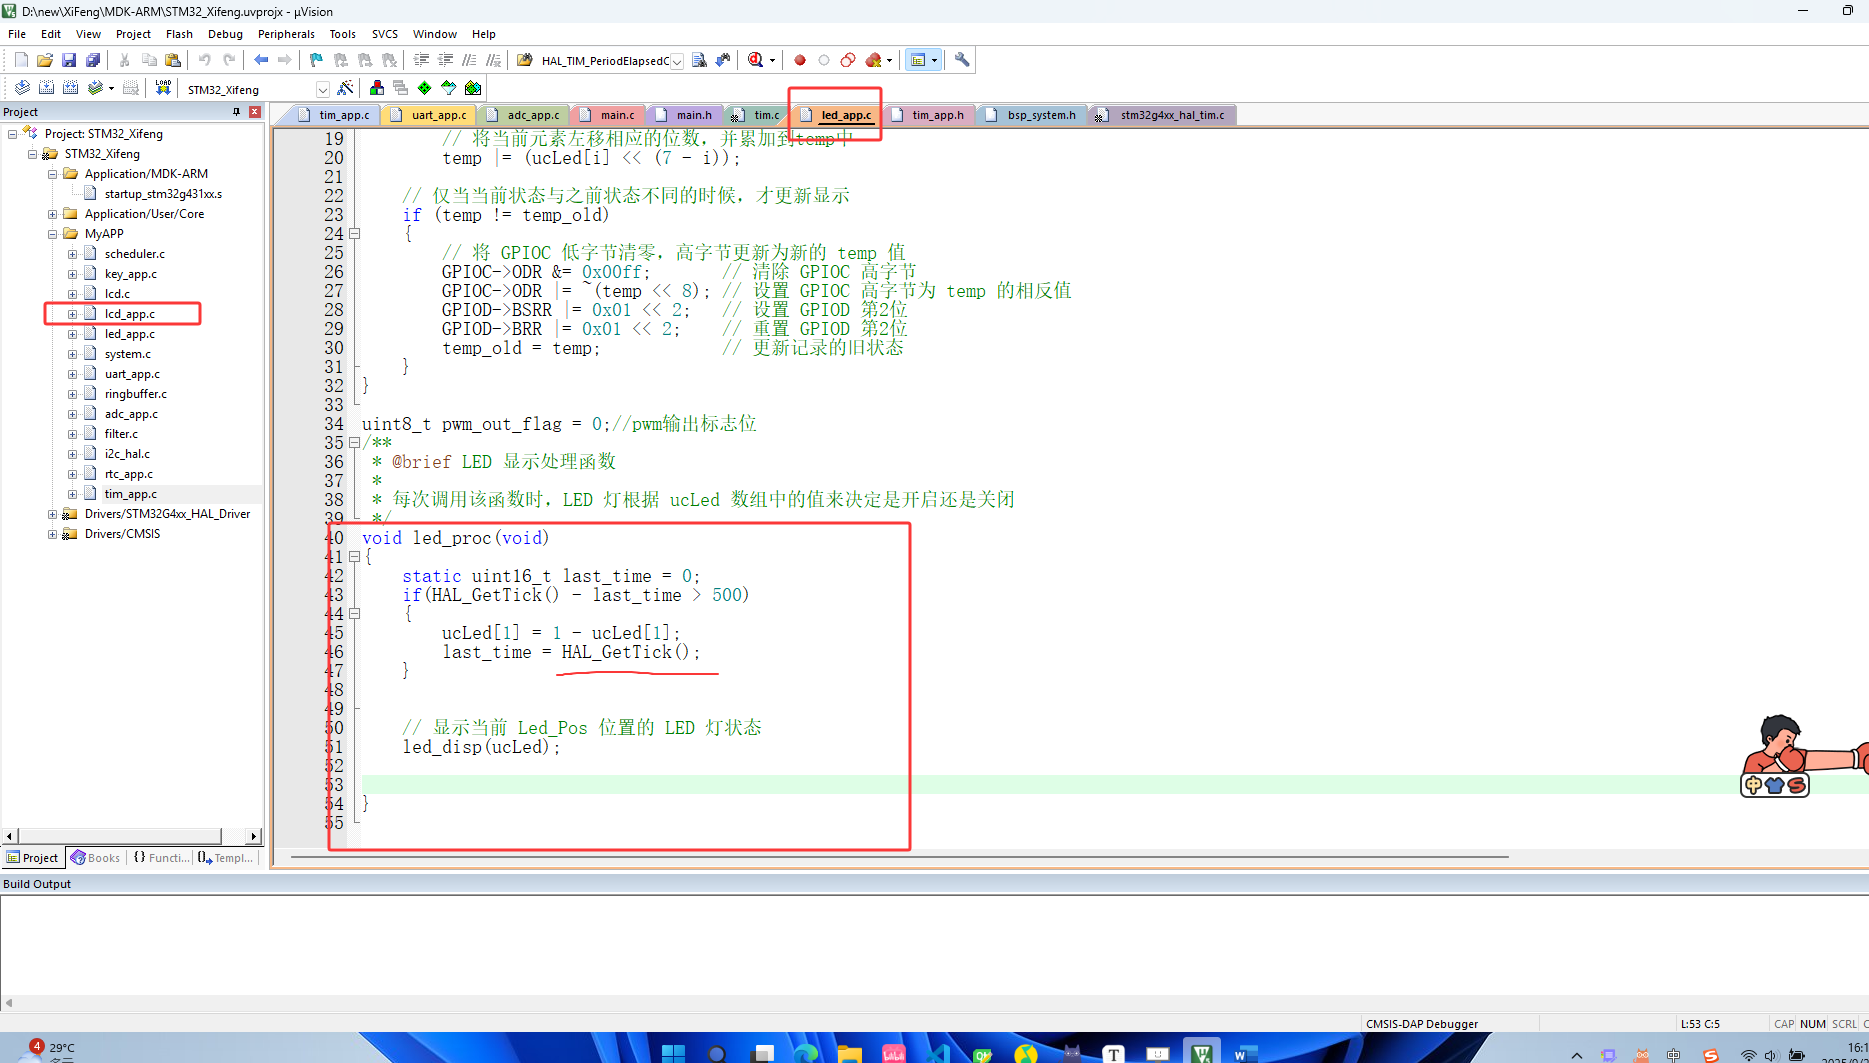 D:\new\XiFeng\MDK-ARM\STM32_Xifeng.uvprojx - µVision
File Edit View Project Flash Debug Peripherals Tools SVCS Window Help
HAL_TIM_PeriodElapsedC
LOAD STM32_Xifeng
Project
tim_app.c uart_app.c adc_app.c main.c main.h tim.c led_app.c tim_app.h bsp_system.h stm32g4xx_hal_tim.c
Project: STM32_Xifeng
STM32_Xifeng
Application/MDK-ARM
startup_stm32g431xx.s
Application/User/Core
MyAPP
scheduler.c
key_app.c
lcd.c
lcd_app.c
led_app.c
system.c
uart_app.c
ringbuffer.c
adc_app.c
filter.c
i2c_hal.c
rtc_app.c
tim_app.c
Drivers/STM32G4xx_HAL_Driver
Drivers/CMSIS
Project Books {} Functi... Templ...
19 // 将当前元素左移相应的位数，并累加到temp中
20 temp |= (ucLed[i] << (7 - i));
21
22 // 仅当当前状态与之前状态不同的时候，才更新显示
23 if (temp != temp_old)
24 {
25 // 将 GPIOC 低字节清零，高字节更新为新的 temp 值
26 GPIOC->ODR &= 0x00ff; // 清除 GPIOC 高字节
27 GPIOC->ODR |= ~(temp << 8); // 设置 GPIOC 高字节为 temp 的相反值
28 GPIOD->BSRR |= 0x01 << 2; // 设置 GPIOD 第2位
29 GPIOD->BRR |= 0x01 << 2; // 重置 GPIOD 第2位
30 temp_old = temp; // 更新记录的旧状态
31 }
32 }
33
34 uint8_t pwm_out_flag = 0;//pwm输出标志位
35 /**
36 * @brief LED 显示处理函数
37 *
38 * 每次调用该函数时，LED 灯根据 ucLed 数组中的值来决定是开启还是关闭
39 */
40 void led_proc(void)
41 {
42 static uint16_t last_time = 0;
43 if(HAL_GetTick() - last_time > 500)
44 {
45 ucLed[1] = 1 - ucLed[1];
46 last_time = HAL_GetTick();
47 }
48
49
50 // 显示当前 Led_Pos 位置的 LED 灯状态
51 led_disp(ucLed);
52
53
54 }
55
中 S
Build Output
CMSIS-DAP Debugger L:53 C:5 CAP NUM SCRL
4 29°C
T W 中 S